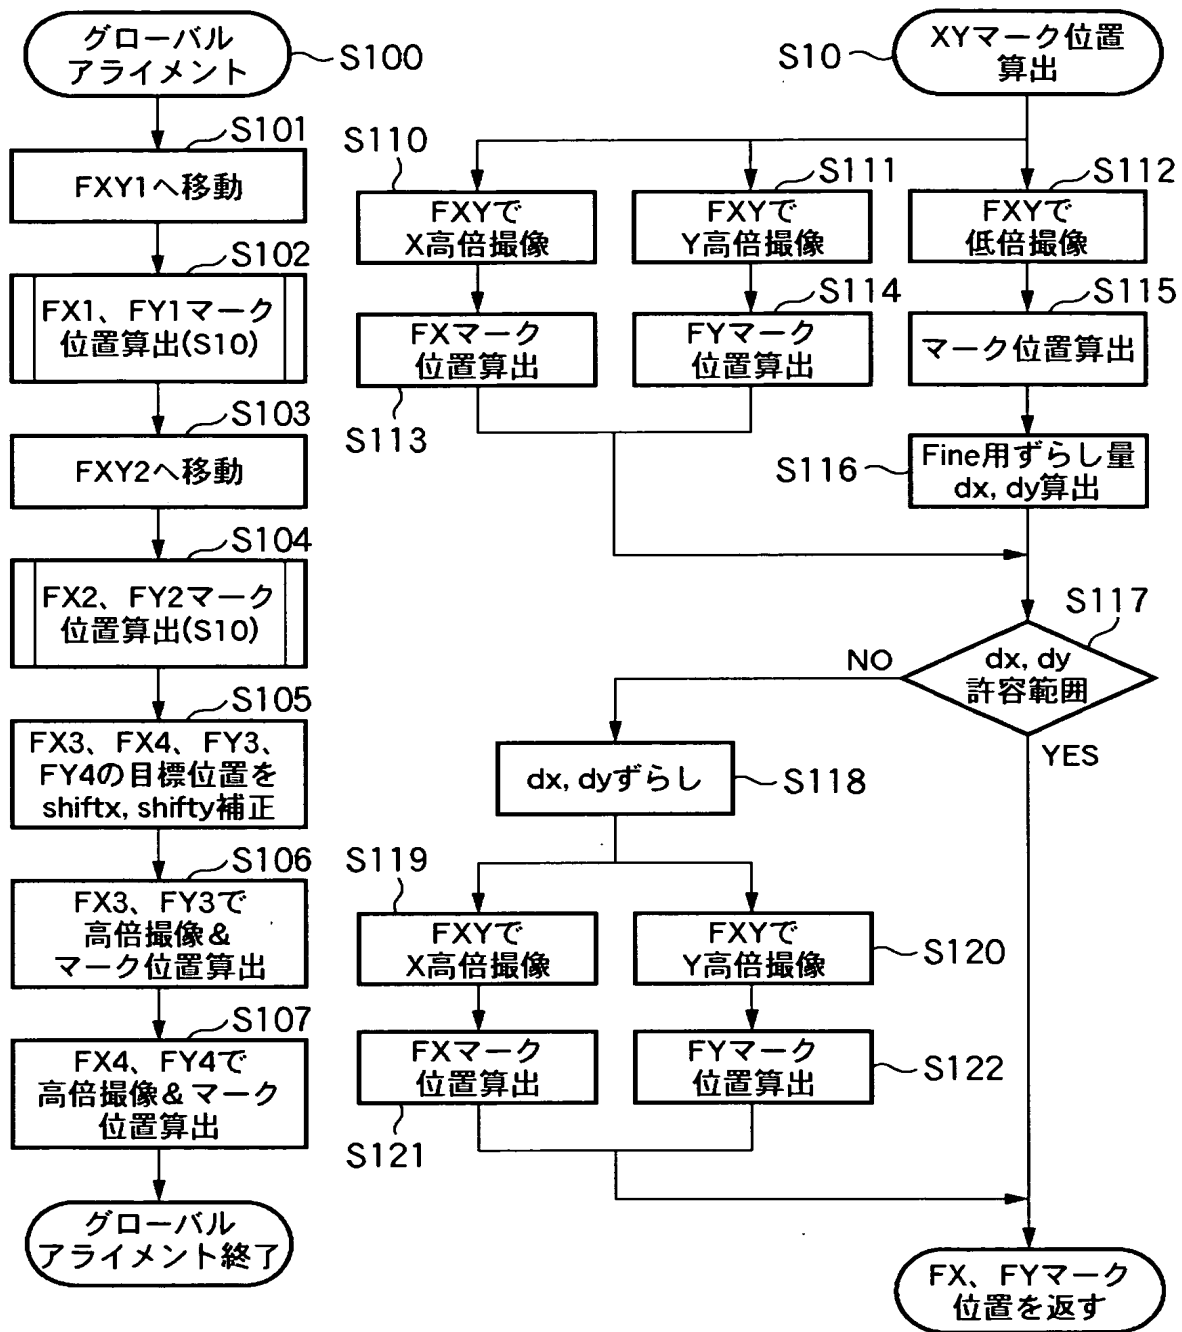 グローバル
アライメント
S100
S101
FXY1へ移動
S102
FX1、FY1マーク
位置算出(S10)
S103
FXY2へ移動
S104
FX2、FY2マーク
位置算出(S10)
S105
FX3、FX4、FY3、
FY4の目標位置を
shiftx, shifty補正
S106
FX3、FY3で
高倍撮像&
マーク位置算出
S107
FX4、FY4で
高倍撮像&マーク
位置算出
グローバル
アライメント終了
S10
XYマーク位置
算出
S110
FXYで
X高倍撮像
S111
FXYで
Y高倍撮像
S112
FXYで
低倍撮像
FXマーク
位置算出
S113
S114
FYマーク
位置算出
S115
マーク位置算出
S116
Fine用ずらし量
dx, dy算出
S117
dx, dy
許容範囲
NO
YES
dx, dyずらし
S118
S119
FXYで
X高倍撮像
FXYで
Y高倍撮像
S120
FXマーク
位置算出
S121
FYマーク
位置算出
S122
FX、FYマーク
位置を返す